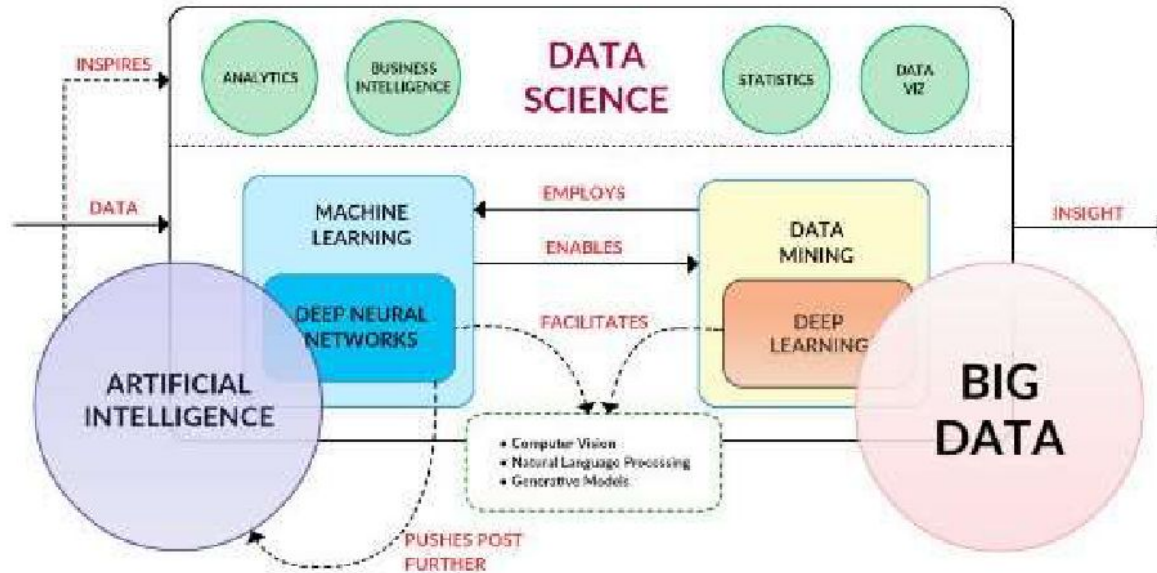 INSPIRES
ANALYTICS
BUSINESS
INTELLIGENCE
DATA
SCIENCE
STATISTICS
DATA
VIZ
DATA
MACHINE
LEARNING
EMPLOYS
ENABLES
DATA
MINING
INSIGHT
DEEP NEURAL
NETWORKS
FACILITATES
DEEP
LEARNING
ARTIFICIAL
INTELLIGENCE
BIG
DATA
• Computer Vision
• Natural Language Processing
• Generative Models
PUSHES POST
FURTHER